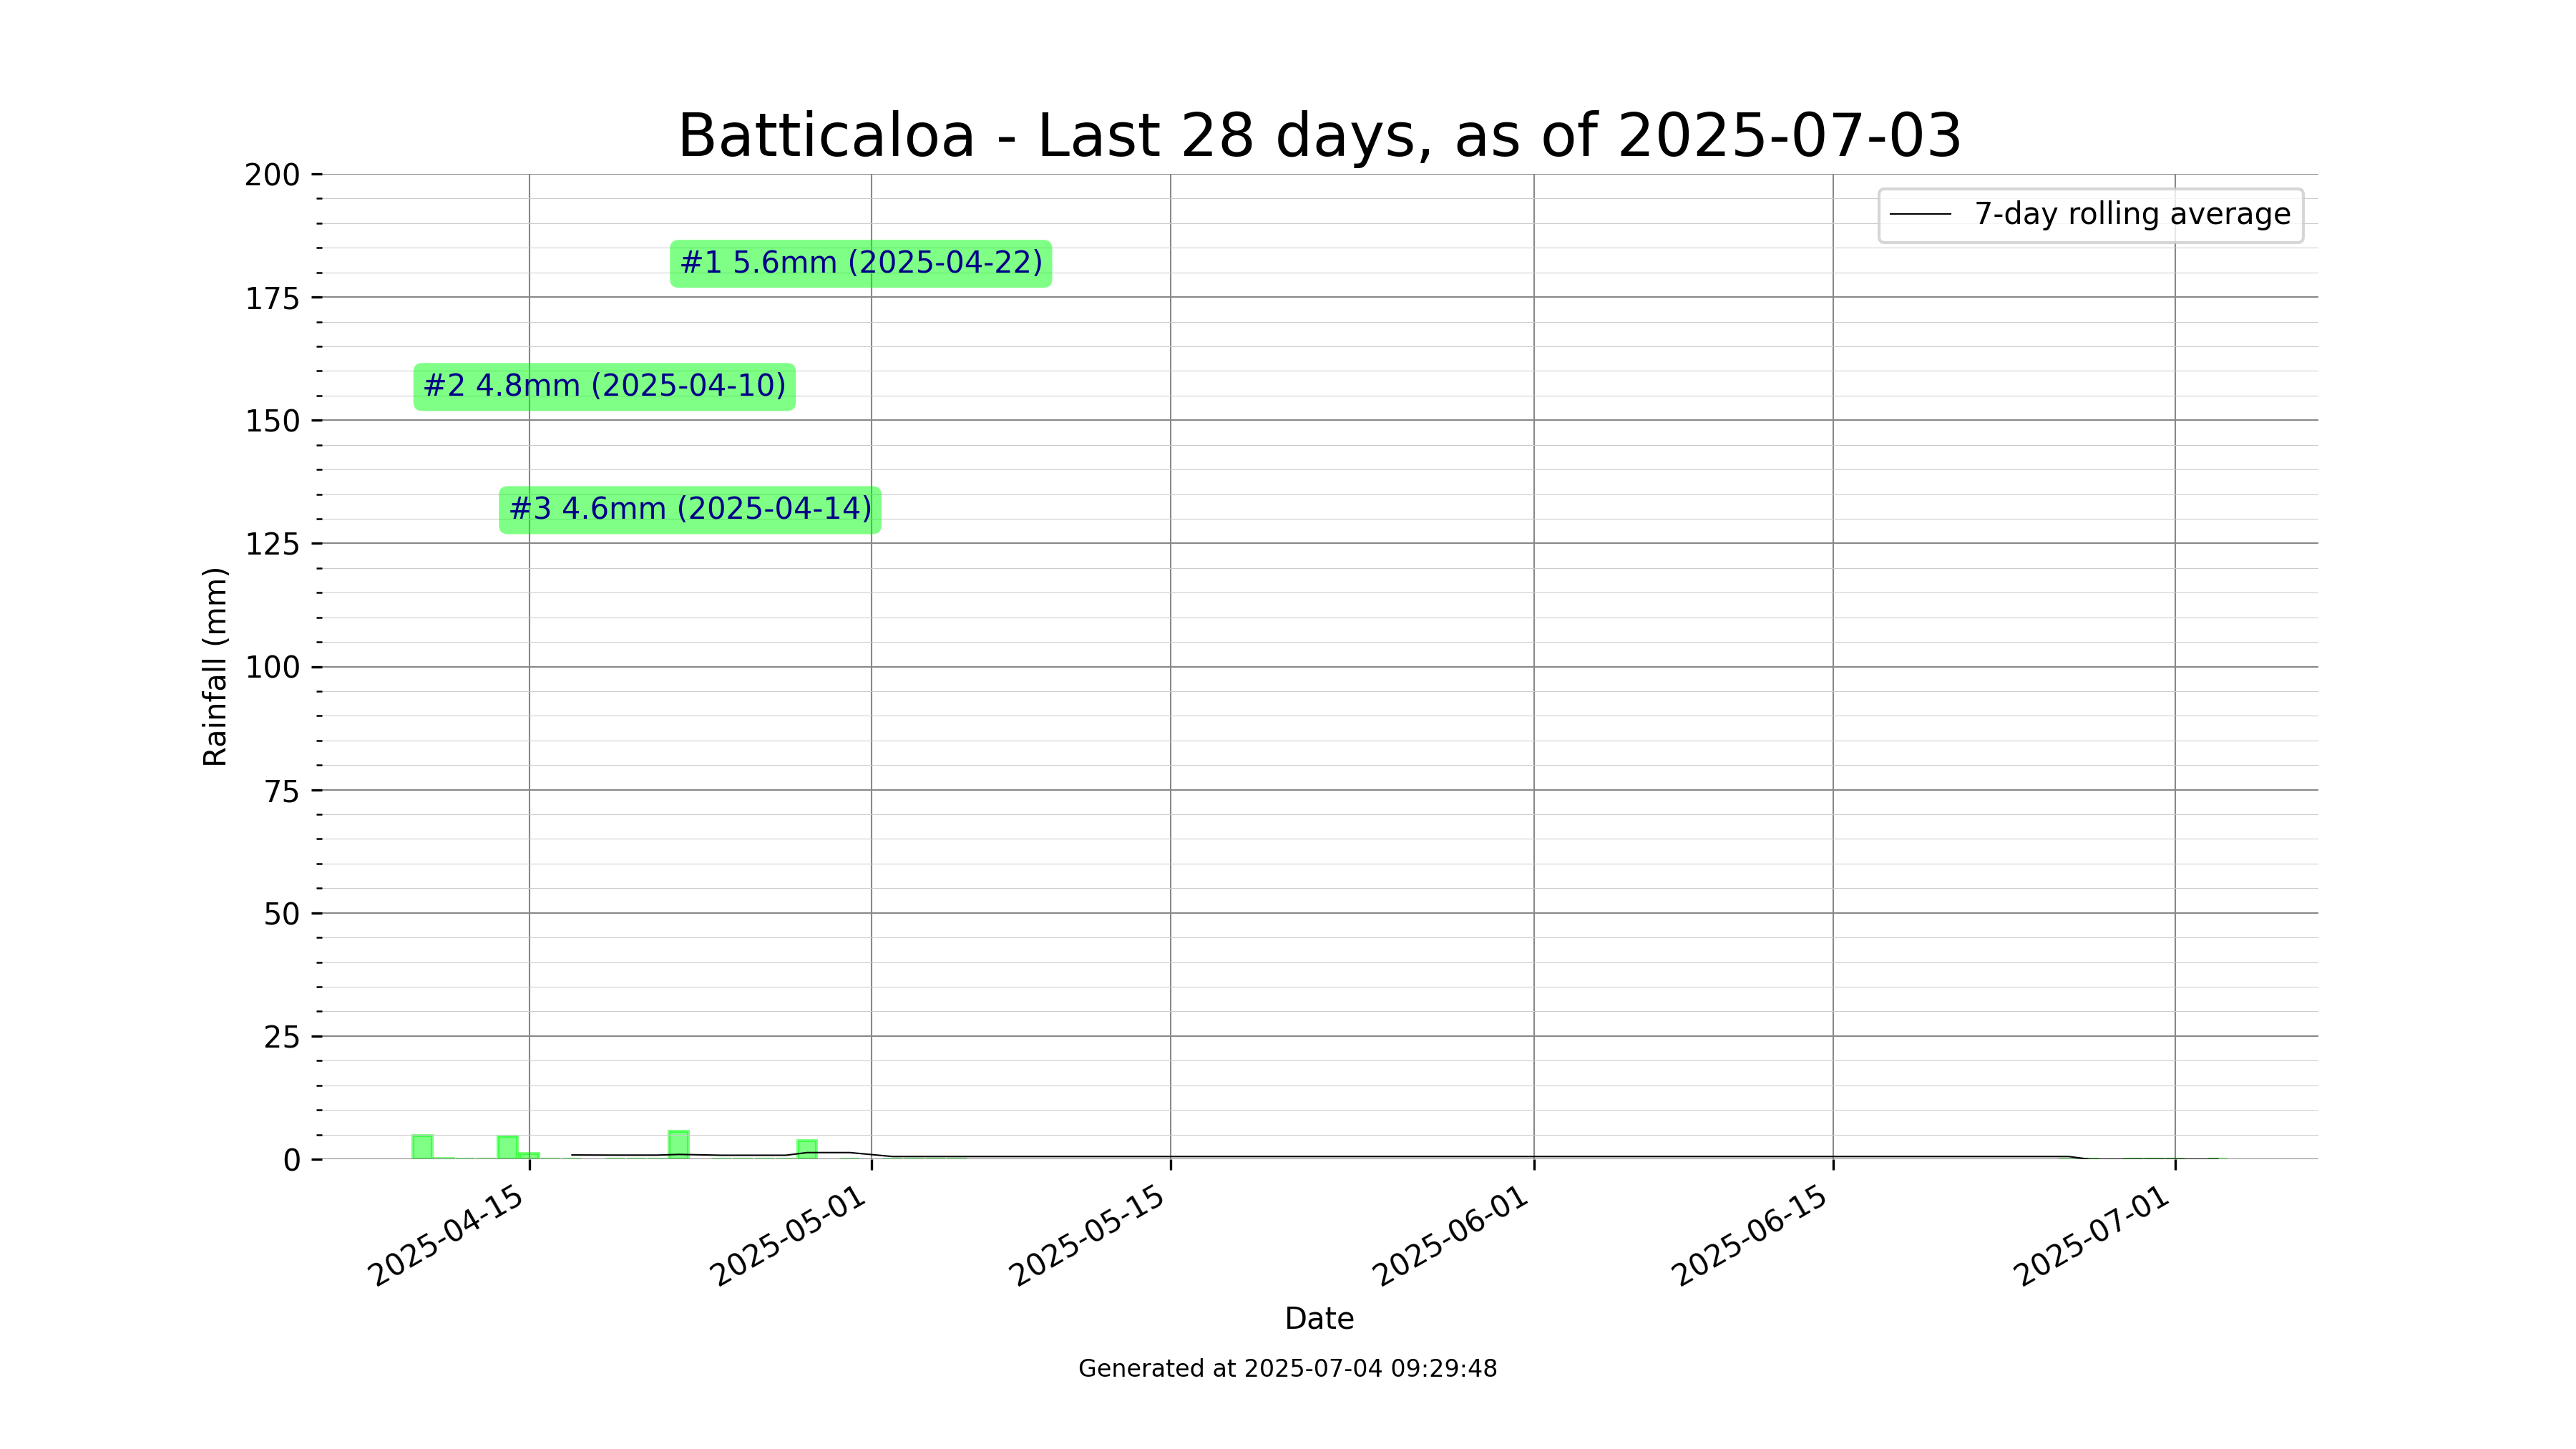 Batticaloa - Last 28 days, as of 2025-07-03
7-day rolling average
#1 5.6mm (2025-04-22)
#2 4.8mm (2025-04-10)
#3 4.6mm (2025-04-14)
Rainfall (mm)
200
175
150
125
100
75
50
25
0
2025-04-15
2025-05-01
2025-05-15
2025-06-01
2025-06-15
2025-07-01
Date
Generated at 2025-07-04 09:29:48